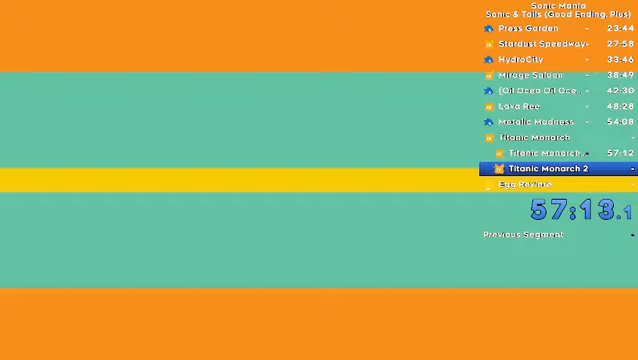 Sonic Mania
Sonic & Tails (Good Ending, Plus)
Press Garden - 23:44
Stardust Speedway- 27:58
HydroCity - 33:46
Mirage Saloon - 38:49
(Oil Ocea Oil Oce.. - 42:30
Lava Ree - 48:28
Metalic Madness - 54:08
Titanic Monarch -
Titanic Monarch.. - 57:12
Titanic Monarch 2 -
Egg Reverie -
57:13.1
Previous Segment -